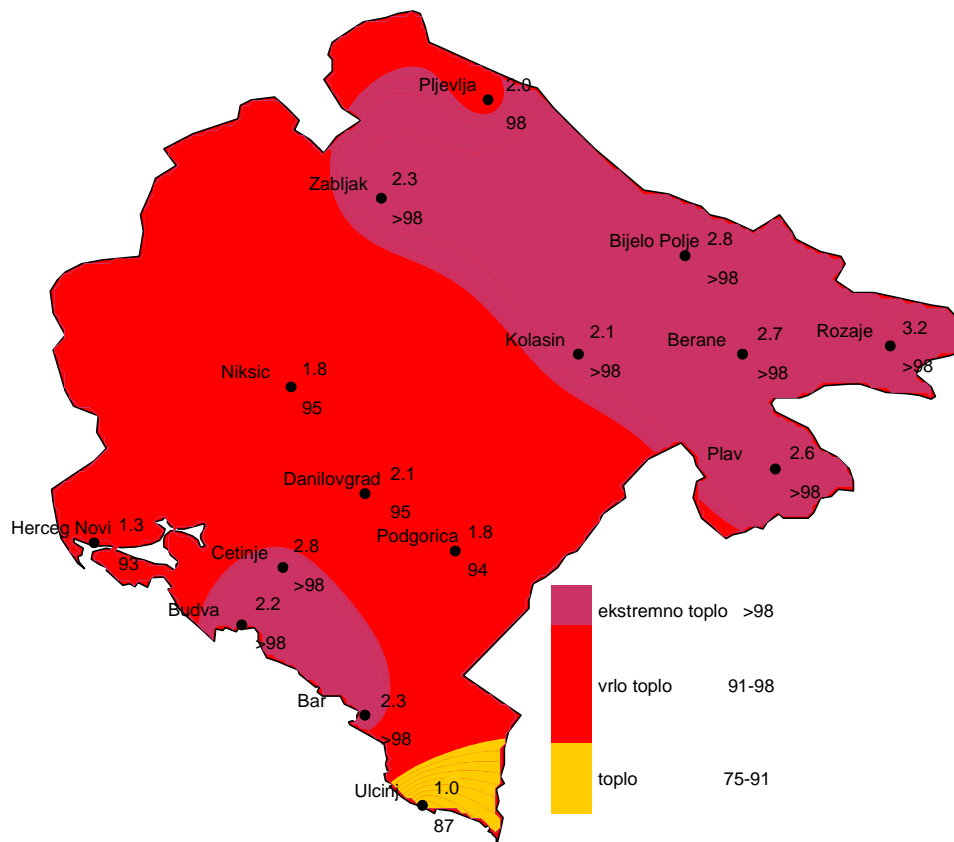 Pljevlja 2.0
98
Zabljak 2.3
>98
Bijelo Polje 2.8
>98
Kolasin 2.1
>98
Berane 2.7
>98
Rozaje 3.2
>98
Niksic 1.8
95
Plav 2.6
>98
Danilovgrad 2.1
95
Herceg Novi 1.3
93
Podgorica 1.8
94
Cetinje 2.8
>98
Budva 2.2
>98
Bar 2.3
>98
Ulcinj 1.0
87
ekstremno toplo >98
vrlo toplo 91-98
toplo 75-91